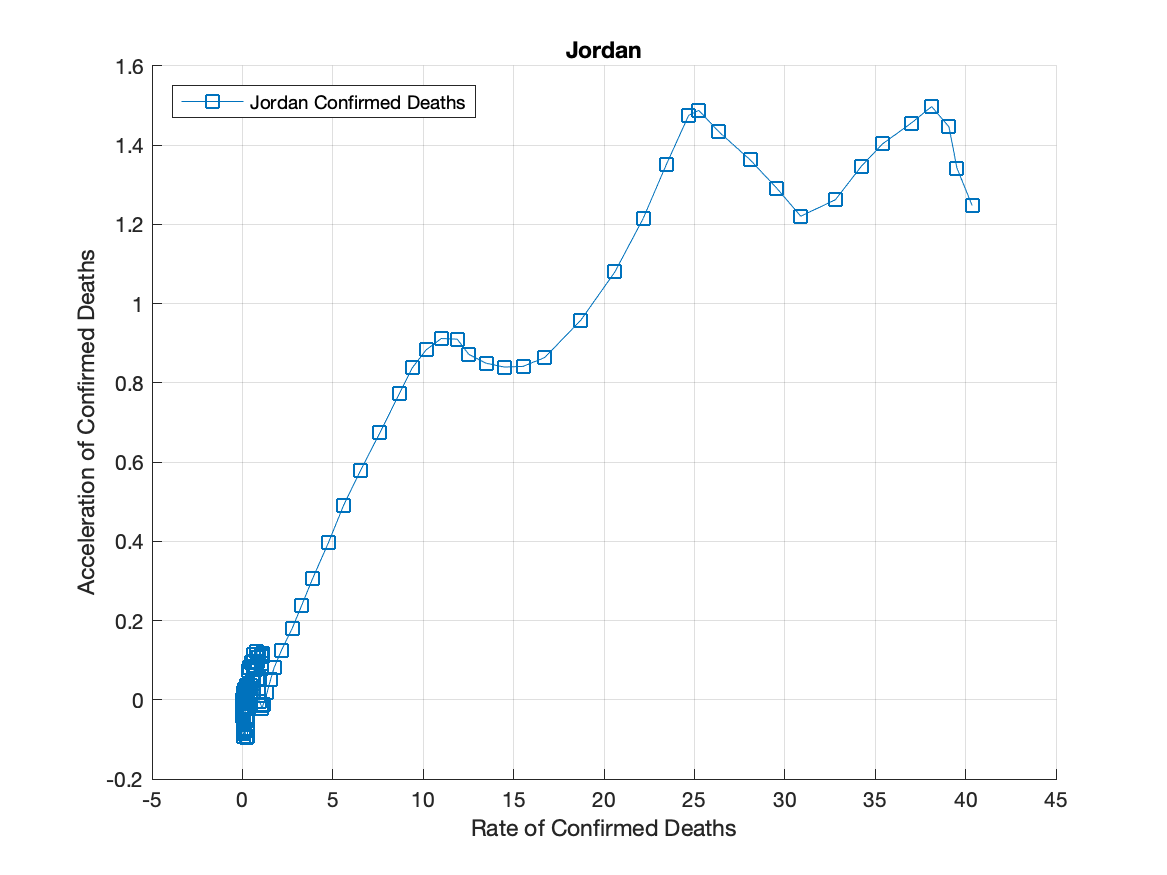 Jordan
Jordan Confirmed Deaths
1.6
1.4
1.2
1
0.8
0.6
0.4
0.2
0
-0.2
Acceleration of Confirmed Deaths
-5 0 5 10 15 20 25 30 35 40 45
Rate of Confirmed Deaths